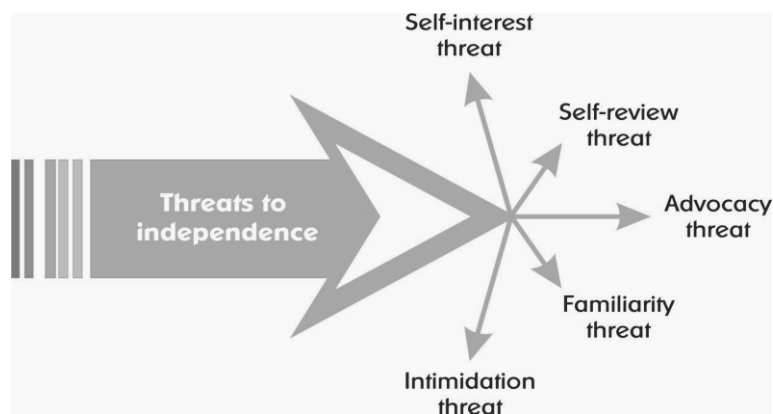 Self-interest
threat
Self-review
threat
Threats to
independence
Advocacy
threat
Familiarity
threat
Intimidation
threat